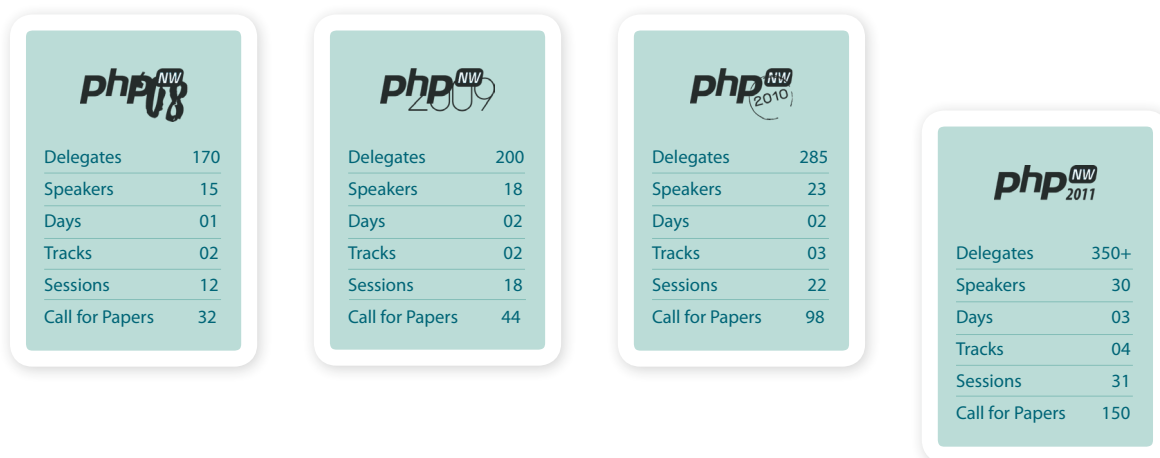 php NW 08
Delegates 170
Speakers 15
Days 01
Tracks 02
Sessions 12
Call for Papers 32
php NW 2009
Delegates 200
Speakers 18
Days 02
Tracks 02
Sessions 18
Call for Papers 44
php NW 2010
Delegates 285
Speakers 23
Days 02
Tracks 03
Sessions 22
Call for Papers 98
php NW
2011
Delegates 350+
Speakers 30
Days 03
Tracks 04
Sessions 31
Call for Papers 150